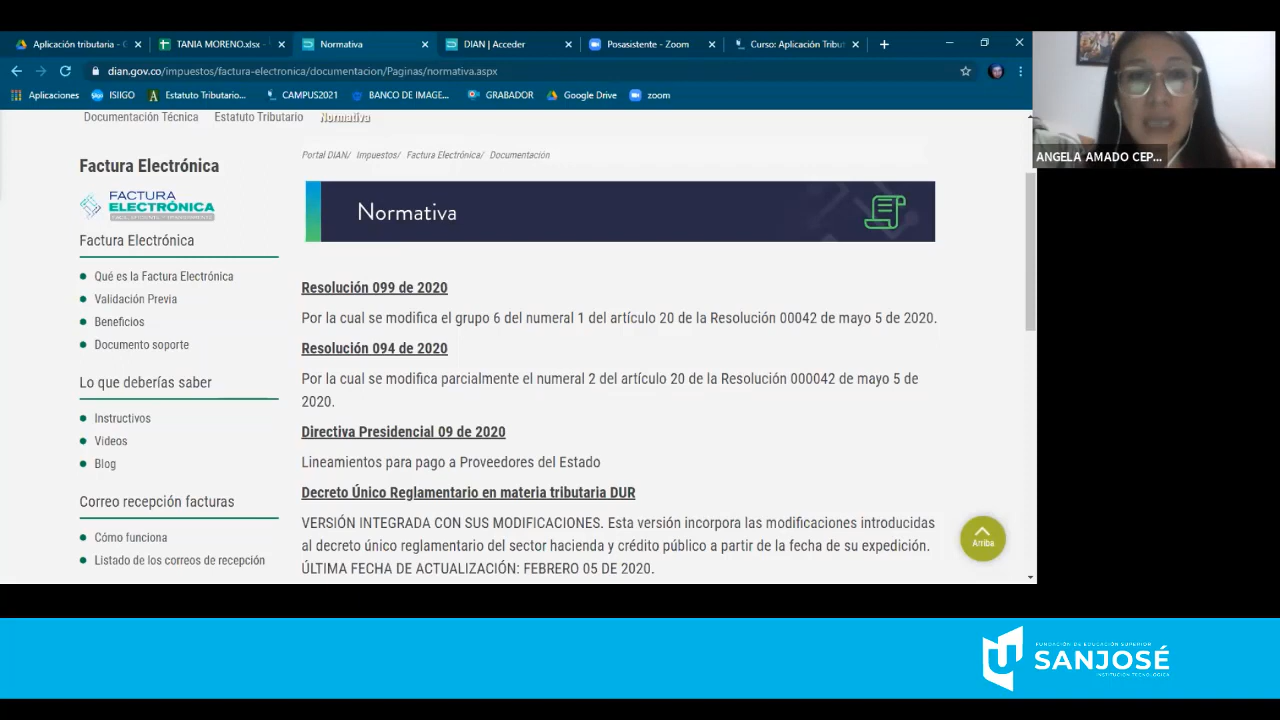 Aplicación tributaria - G
TANIA MORENO.xlsx -
Normativa
DIAN | Acceder
Posasistente - Zoom
Curso: Aplicación Tribut
dian.gov.co/impuestos/factura-electronica/documentacion/Paginas/normativa.aspx
Aplicaciones
ISIIGO
Estatuto Tributario...
CAMPUS2021
BANCO DE IMAGE...
GRABADOR
Google Drive
zoom
ANGELA AMADO CEP...
Documentación Técnica
Estatuto Tributario
Normativa
Portal DIAN/ Impuestos/ Factura Electrónica/ Documentación
Factura Electrónica
FACTURA
ELECTRÓNICA
Factura Electrónica
Qué es la Factura Electrónica
Validación Previa
Beneficios
Documento soporte
Lo que deberías saber
Instructivos
Videos
Blog
Correo recepción facturas
Cómo funciona
Listado de los correos de recepción
Normativa
Resolución 099 de 2020
Por la cual se modifica el grupo 6 del numeral 1 del artículo 20 de la Resolución 00042 de mayo 5 de 2020.
Resolución 094 de 2020
Por la cual se modifica parcialmente el numeral 2 del artículo 20 de la Resolución 000042 de mayo 5 de
2020.
Directiva Presidencial 09 de 2020
Lineamientos para pago a Proveedores del Estado
Decreto Único Reglamentario en materia tributaria DUR
VERSIÓN INTEGRADA CON SUS MODIFICACIONES. Esta versión incorpora las modificaciones introducidas
al decreto único reglamentario del sector hacienda y crédito público a partir de la fecha de su expedición.
ÚLTIMA FECHA DE ACTUALIZACIÓN: FEBRERO 05 DE 2020.
Arriba
FUNDACIÓN DE EDUCACIÓN SUPERIOR
SANJOSÉ
INSTITUCIÓN TECNOLÓGICA